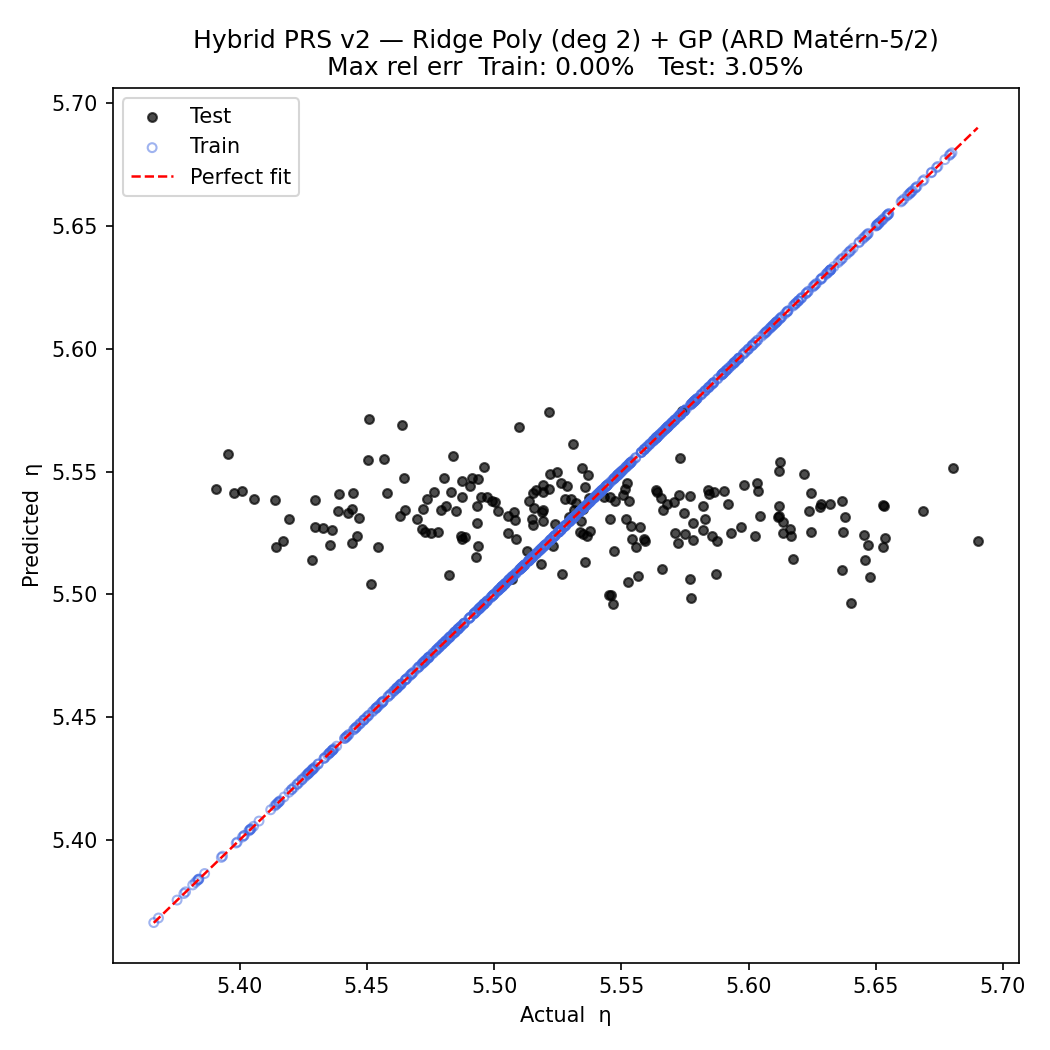 Hybrid PRS v2 — Ridge Poly (deg 2) + GP (ARD Matérn-5/2)
Max rel err  Train: 0.00%   Test: 3.05%
Test
Train
Perfect fit
5.70
5.65
5.60
5.55
5.50
5.45
5.40
Predicted  η
5.40 5.45 5.50 5.55 5.60 5.65 5.70
Actual  η